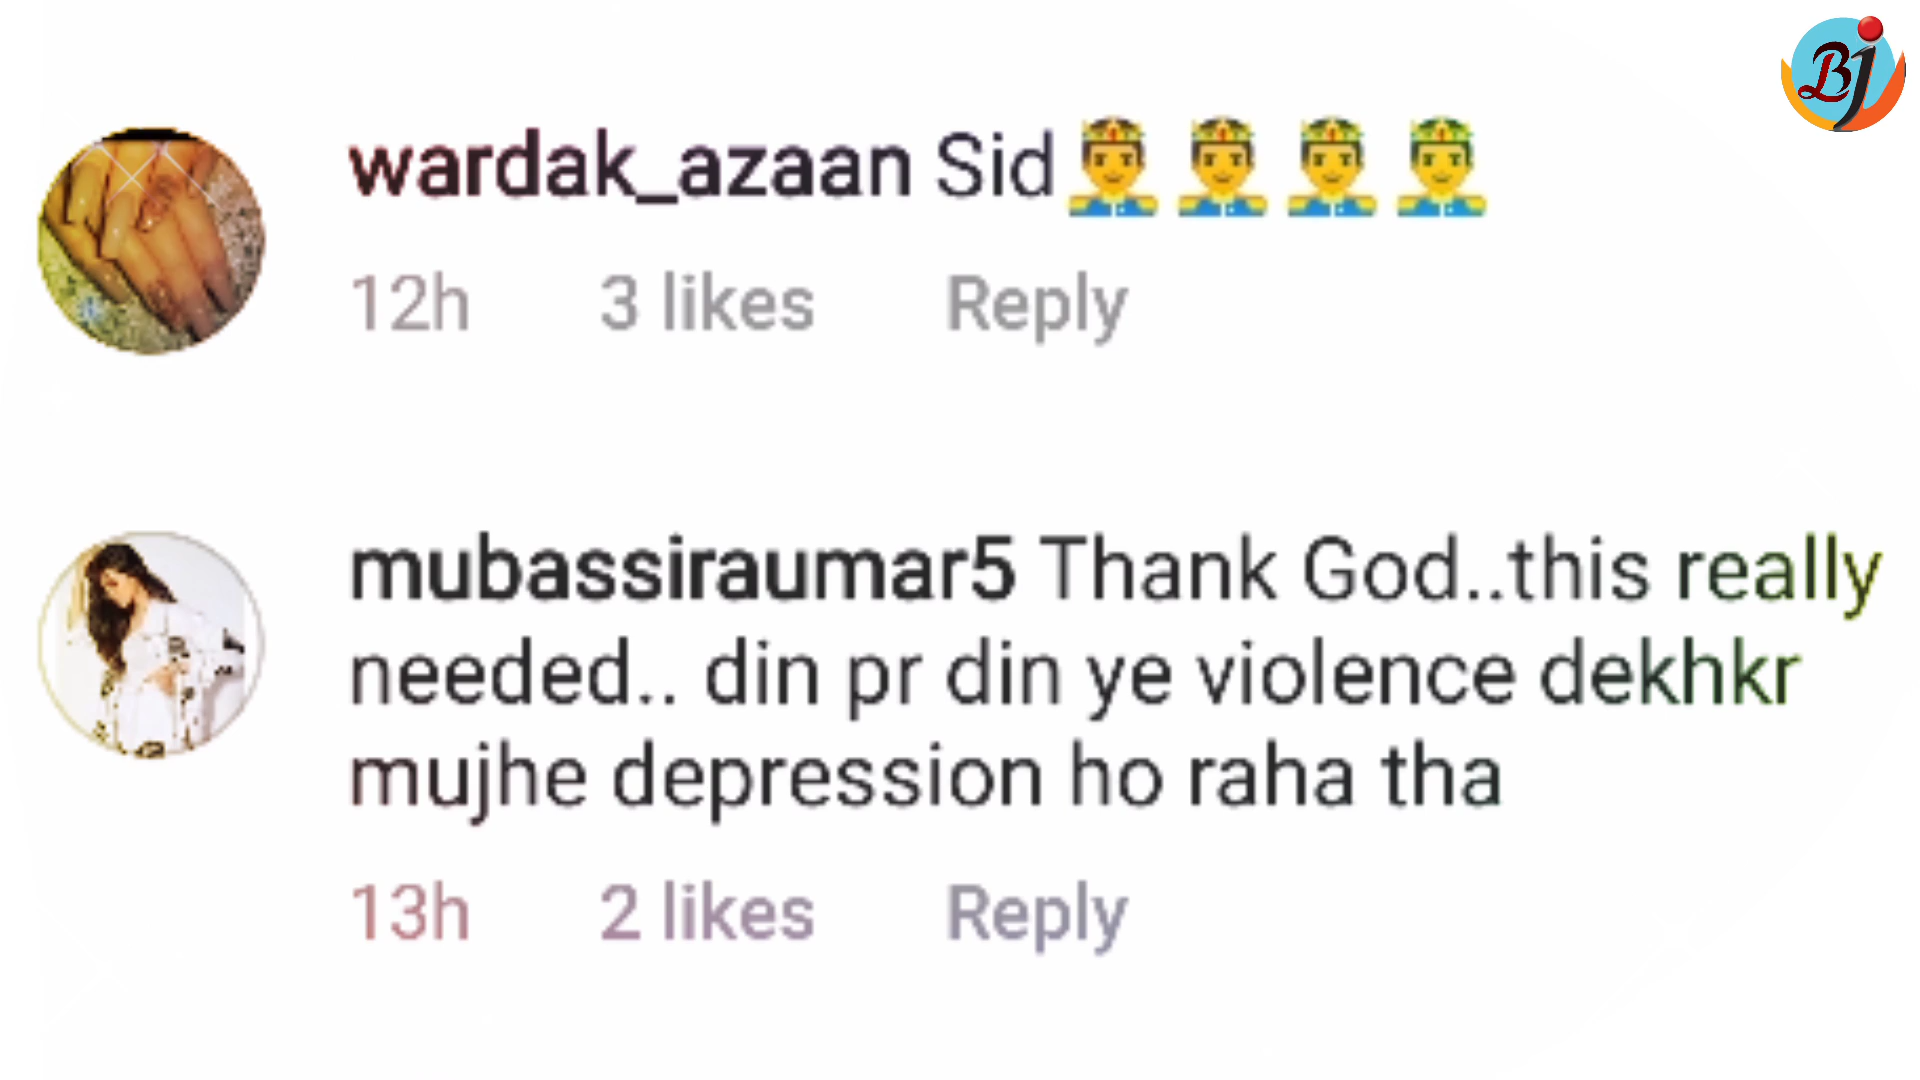 BJ
wardak_azaan Sid🤴🤴🤴🤴
12h 3 likes Reply
mubassiraumar5 Thank God..this really
needed.. din pr din ye violence dekhkr
mujhe depression ho raha tha
13h 2 likes Reply